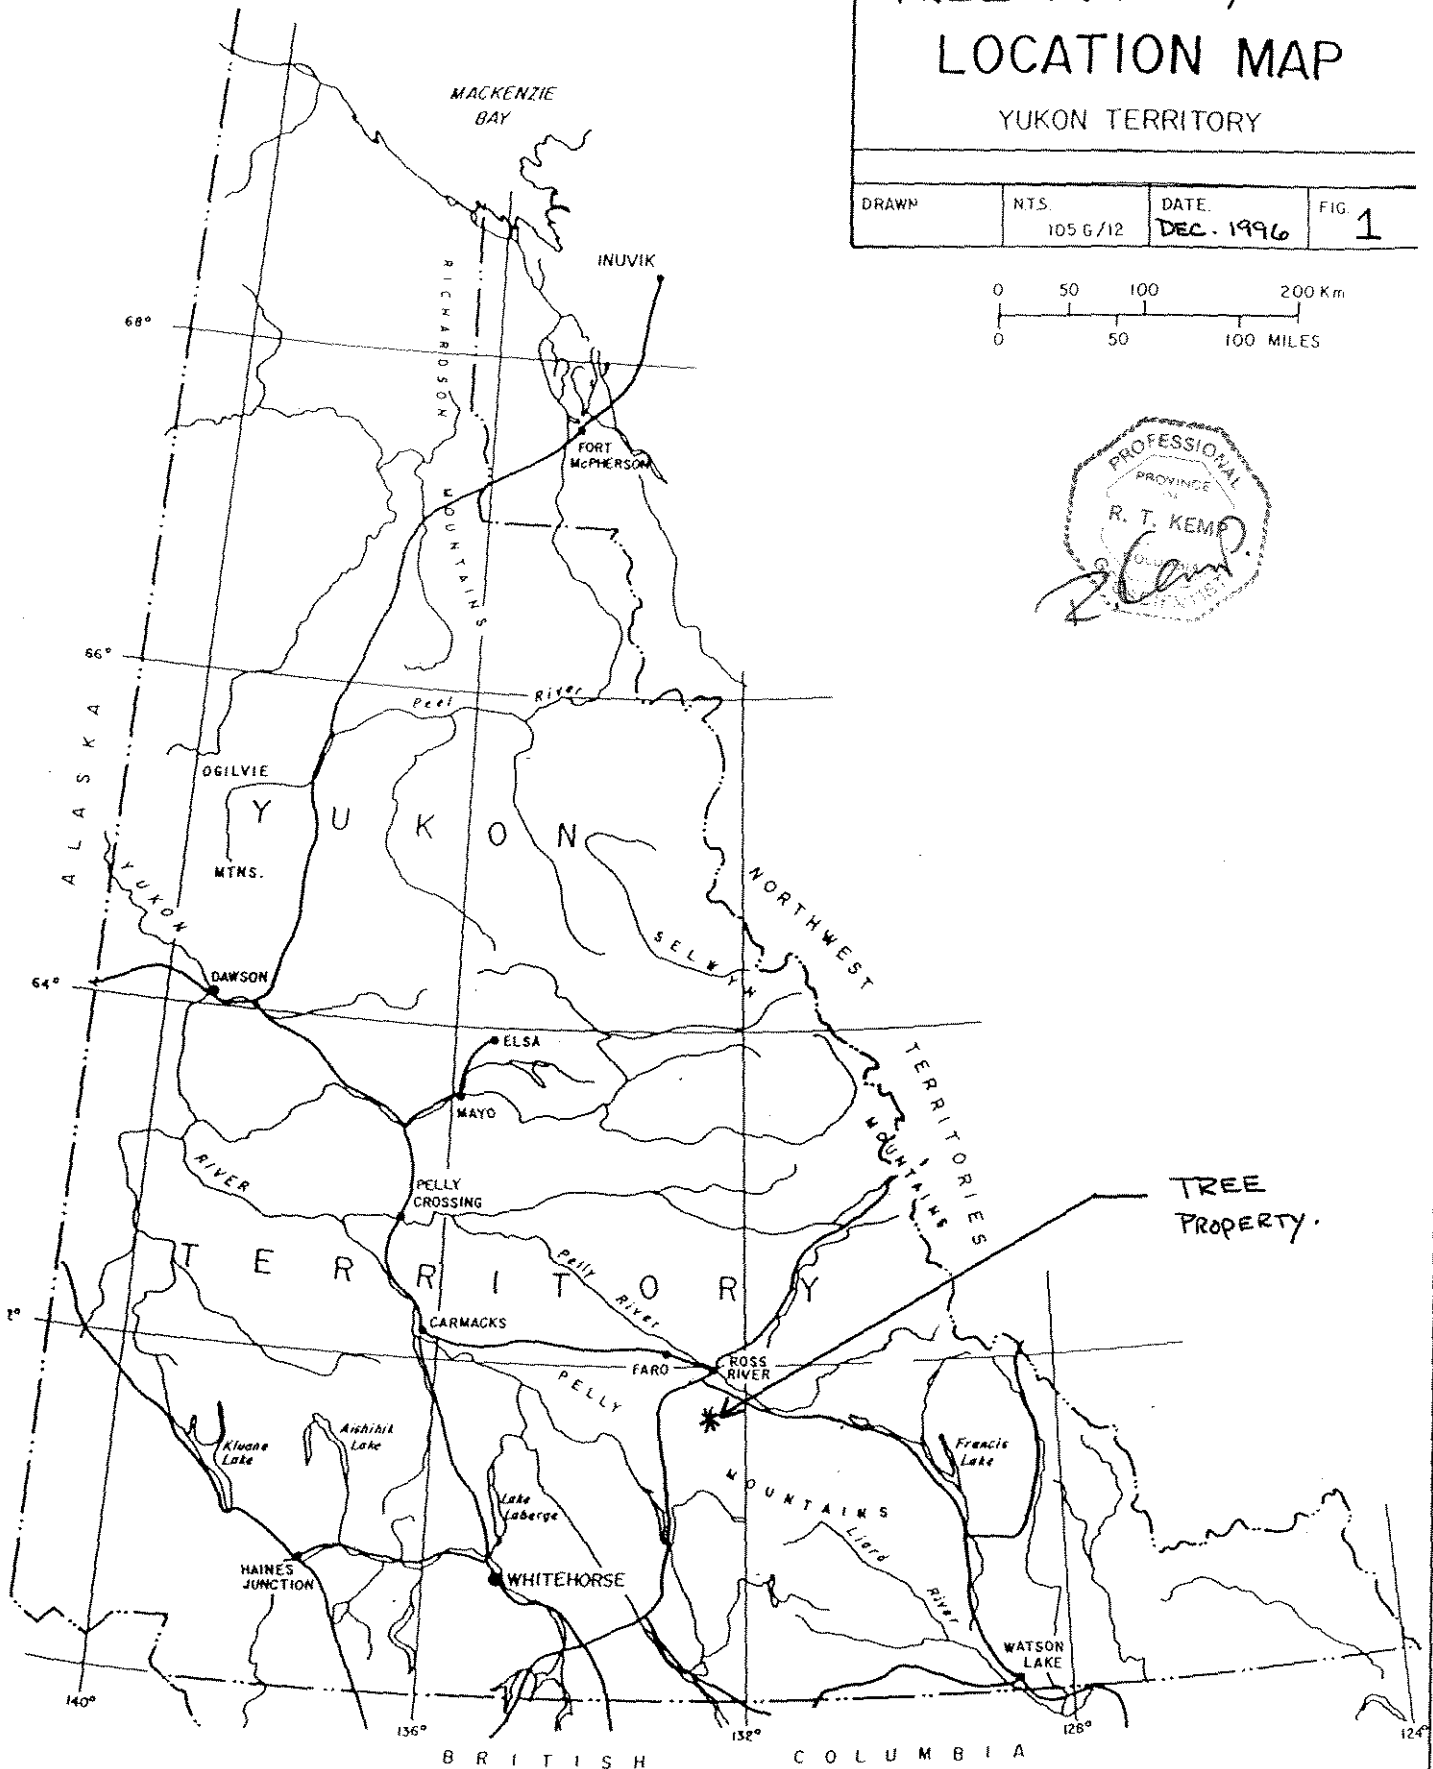 LOCATION MAP
YUKON TERRITORY
DRAWN
N.T.S.
105 G/12
DATE.
DEC. 1996
FIG. 1
0 50 100 200 Km
0 50 100 MILES
PROFESSIONAL
PROVINCE
OF
R. T. KEMP
COLUMBIA
MACKENZIE
BAY
INUVIK
RICHARDSON
MOUNTAINS
68°
FORT
McPHERSON
66°
Peel River
ALASKA
OGILVIE
MTNS.
YUKON
YUKON
NORTHWEST
TERRITORIES
SELWYN
MOUNTAINS
64°
DAWSON
ELSA
MAYO
RIVER
PELLY
CROSSING
TREE
PROPERTY.
TERRITORY
Pelly
River
2°
CARMACKS
FARO
ROSS
RIVER
PELLY
MOUNTAINS
Kluane
Lake
Aishihik
Lake
Lake
Laberge
Francis
Lake
Liard
River
HAINES
JUNCTION
WHITEHORSE
WATSON
LAKE
140°
136°
132°
128°
124°
BRITISH COLUMBIA